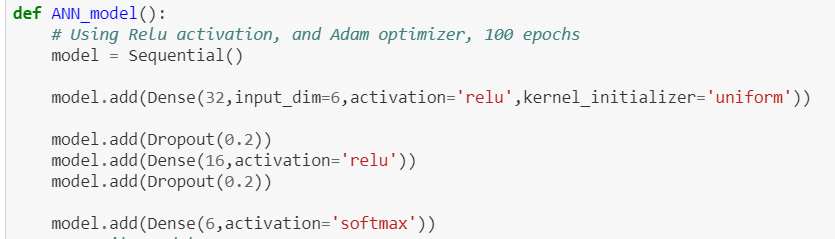 def ANN_model():
# Using Relu activation, and Adam optimizer, 100 epochs
model = Sequential()
model.add(Dense(32,input_dim=6,activation='relu',kernel_initializer='uniform'))
model.add(Dropout(0.2))
model.add(Dense(16,activation='relu'))
model.add(Dropout(0.2))
model.add(Dense(6,activation='softmax'))